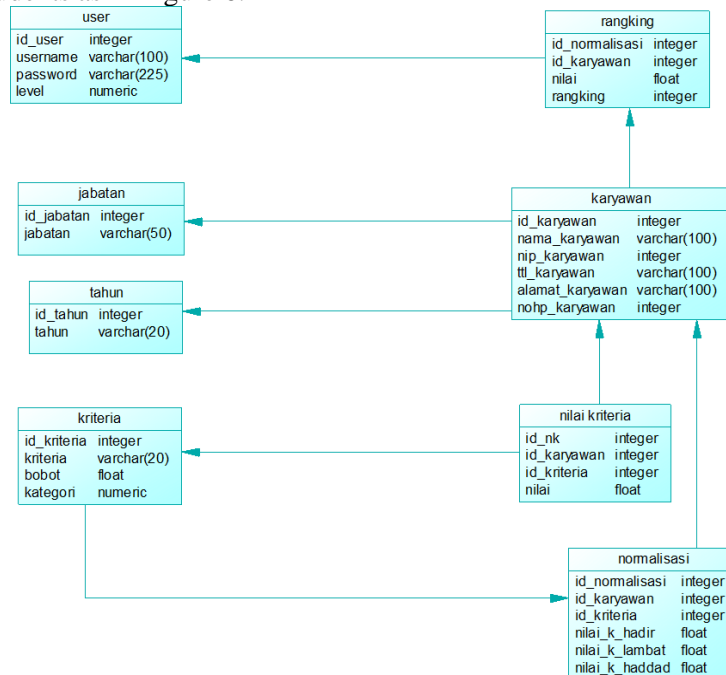 user
id_user integer
username varchar(100)
password varchar(225)
level numeric
rangking
id_normalisasi integer
id_karyawan integer
nilai float
rangking integer
jabatan
id_jabatan integer
jabatan varchar(50)
karyawan
id_karyawan integer
nama_karyawan varchar(100)
nip_karyawan integer
ttl_karyawan varchar(100)
alamat_karyawan varchar(100)
nohp_karyawan integer
tahun
id_tahun integer
tahun varchar(20)
kriteria
id_kriteria integer
kriteria varchar(20)
bobot float
kategori numeric
nilai kriteria
id_nk integer
id_karyawan integer
id_kriteria integer
nilai float
normalisasi
id_normalisasi integer
id_karyawan integer
id_kriteria integer
nilai_k_hadir float
nilai_k_lambat float
nilai_k_haddad float